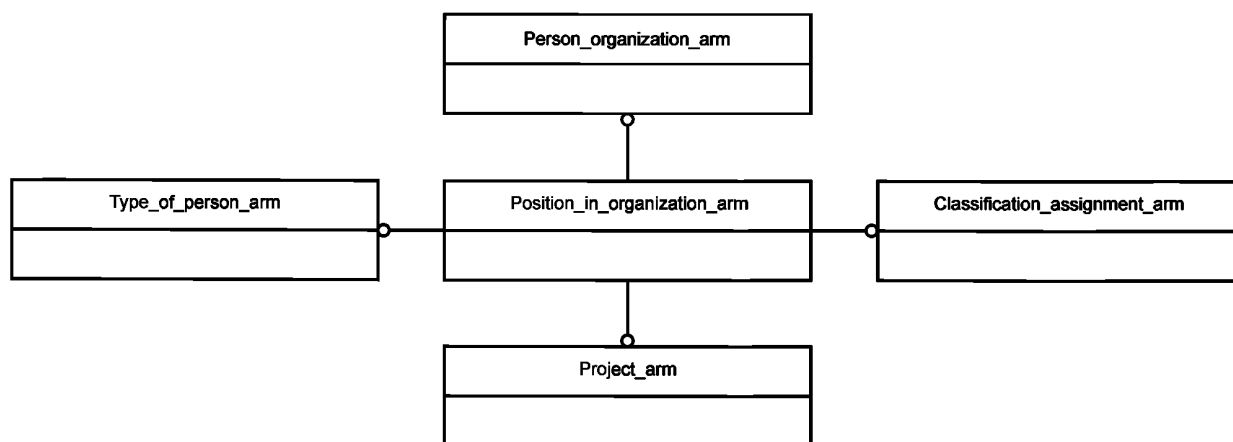 Person_organization_arm
Type_of_person_arm
Position_in_organization_arm
Classification_assignment_arm
Project_arm